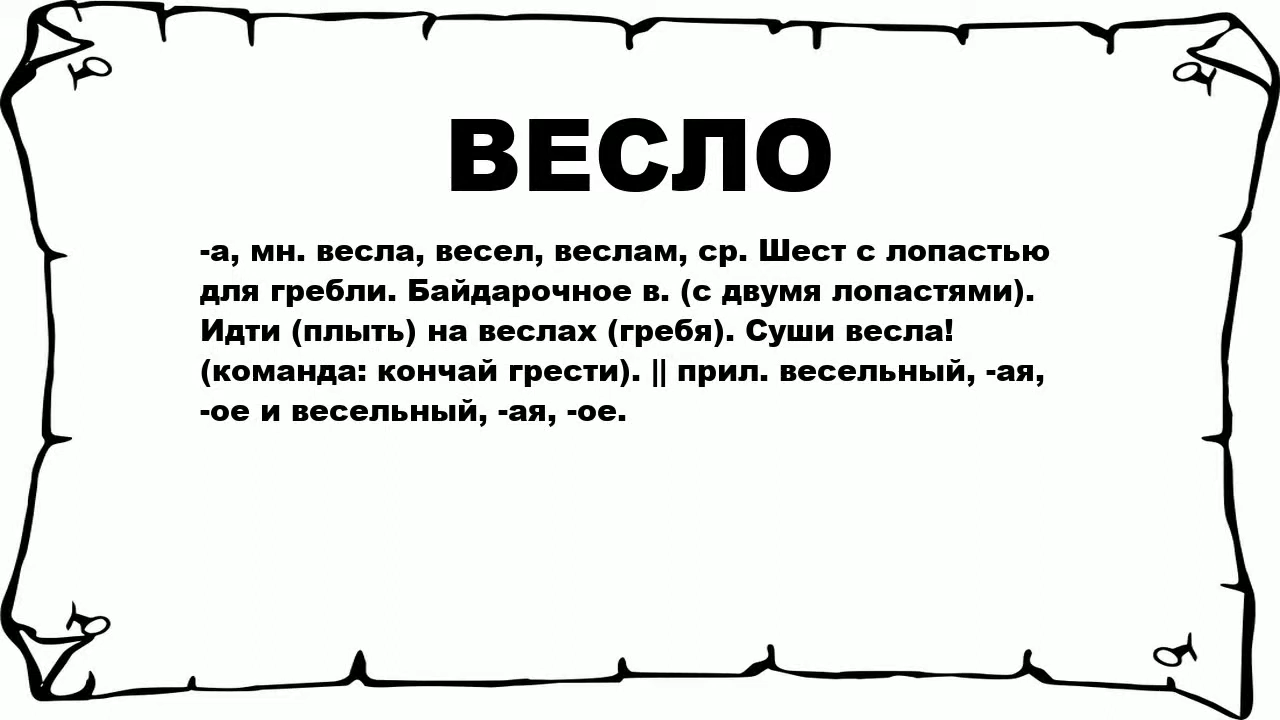 ВЕСЛО
-а, мн. весла, весел, веслам, ср. Шест с лопастью
для гребли. Байдарочное в. (с двумя лопастями).
Идти (плыть) на веслах (гребя). Суши весла!
(команда: кончай грести). || прил. весельный, -ая,
-ое и весельный, -ая, -ое.